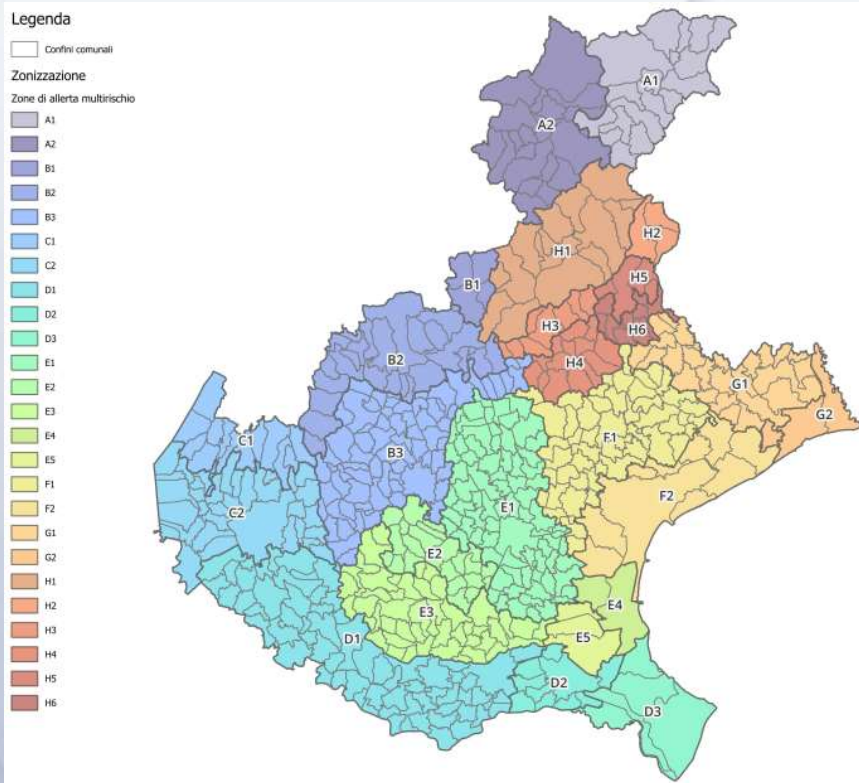 Legenda
Confini comunali
Zonizzazione
Zone di allerta multirischio
A1
A2
B1
B2
B3
C1
C2
D1
D2
D3
E1
E2
E3
E4
E5
F1
F2
G1
G2
H1
H2
H3
H4
H5
H6
A1
A2
H2
H1
H5
B1
H3
H6
B2
H4
G1
G2
C1
F1
B3
F2
C2
E1
E2
E4
E3
E5
D1
D2
D3